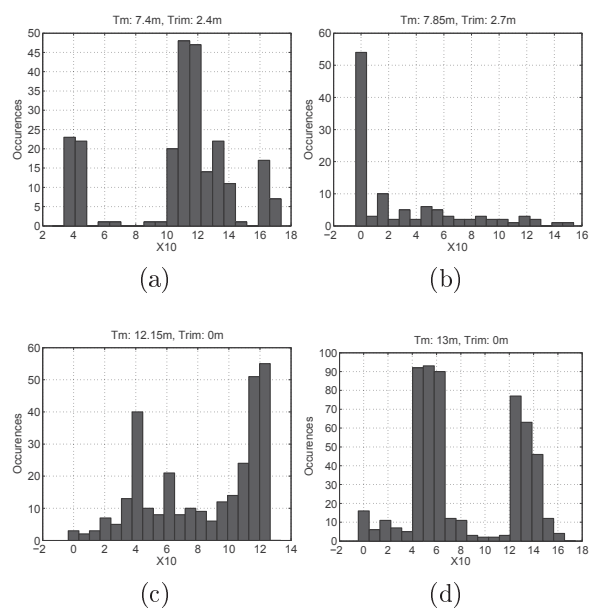 Tm: 7.4m, Trim: 2.4m
50
45
40
35
30
25
20
15
10
5
0
Occurences
2 4 6 8 10 12 14 16 18
X10
(a)
Tm: 7.85m, Trim: 2.7m
60
50
40
30
20
10
0
Occurences
−2 0 2 4 6 8 10 12 14 16
X10
(b)
Tm: 12.15m, Trim: 0m
60
50
40
30
20
10
0
Occurences
−2 0 2 4 6 8 10 12 14
X10
(c)
Tm: 13m, Trim: 0m
100
90
80
70
60
50
40
30
20
10
0
Occurences
−2 0 2 4 6 8 10 12 14 16 18
X10
(d)